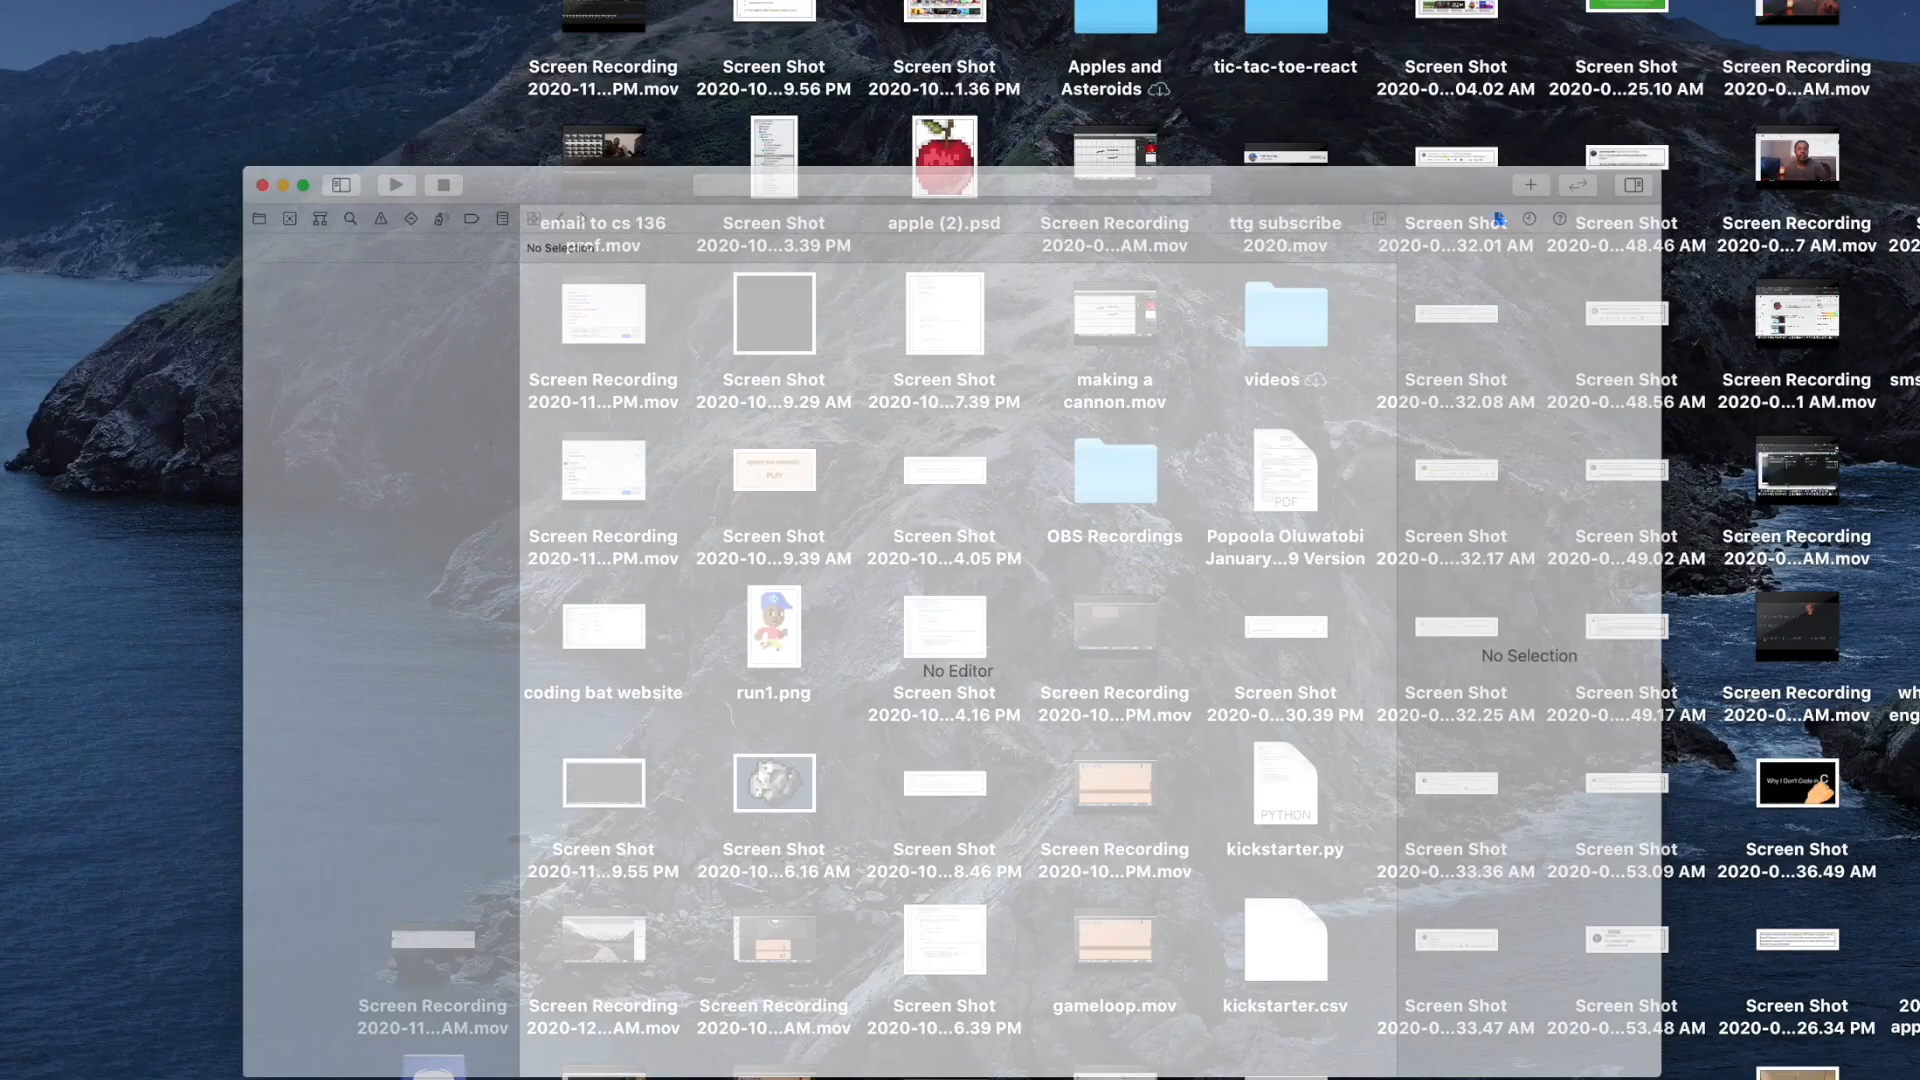 Screen Recording
2020-11...PM.mov
Screen Shot
2020-10...9.56 PM
Screen Shot
2020-10...1.36 PM
Apples and
Asteroids
tic-tac-toe-react
Screen Shot
2020-0...04.02 AM
Screen Shot
2020-0...25.10 AM
Screen Recording
2020-0...AM.mov
email to cs 136
prof.mov
Screen Shot
2020-10...3.39 PM
apple (2).psd
Screen Recording
2020-0...AM.mov
ttg subscribe
2020.mov
Screen Shot
2020-0...32.01 AM
Screen Shot
2020-0...48.46 AM
Screen Recording
2020-0...7 AM.mov
No Selection
Screen Recording
2020-11...PM.mov
Screen Shot
2020-10...9.29 AM
Screen Shot
2020-10...7.39 PM
making a
cannon.mov
videos
Screen Shot
2020-0...32.08 AM
Screen Shot
2020-0...48.56 AM
Screen Recording
2020-0...1 AM.mov
PLAY
PDF
Screen Recording
2020-11...PM.mov
Screen Shot
2020-10...9.39 AM
Screen Shot
2020-10...4.05 PM
OBS Recordings
Popoola Oluwatobi
January...9 Version
Screen Shot
2020-0....32.17 AM
Screen Shot
2020-0...49.02 AM
Screen Recording
2020-0...AM.mov
No Editor
No Selection
coding bat website
run1.png
Screen Shot
2020-10...4.16 PM
Screen Recording
2020-10...PM.mov
Screen Shot
2020-0...30.39 PM
Screen Shot
2020-0...32.25 AM
Screen Shot
2020-0....49.17 AM
Screen Recording
2020-0...AM.mov
Why I Don't Code in C
PYTHON
Screen Shot
2020-11...9.55 PM
Screen Shot
2020-10...6.16 AM
Screen Shot
2020-10...8.46 PM
Screen Recording
2020-10...PM.mov
kickstarter.py
Screen Shot
2020-0...33.36 AM
Screen Shot
2020-0...53.09 AM
Screen Shot
2020-0...36.49 AM
Screen Recording
2020-11...AM.mov
Screen Recording
2020-12...AM.mov
Screen Recording
2020-10...AM.mov
Screen Shot
2020-10...6.39 PM
gameloop.mov
kickstarter.csv
Screen Shot
2020-0...33.47 AM
Screen Shot
2020-0...53.48 AM
Screen Shot
2020-0...26.34 PM